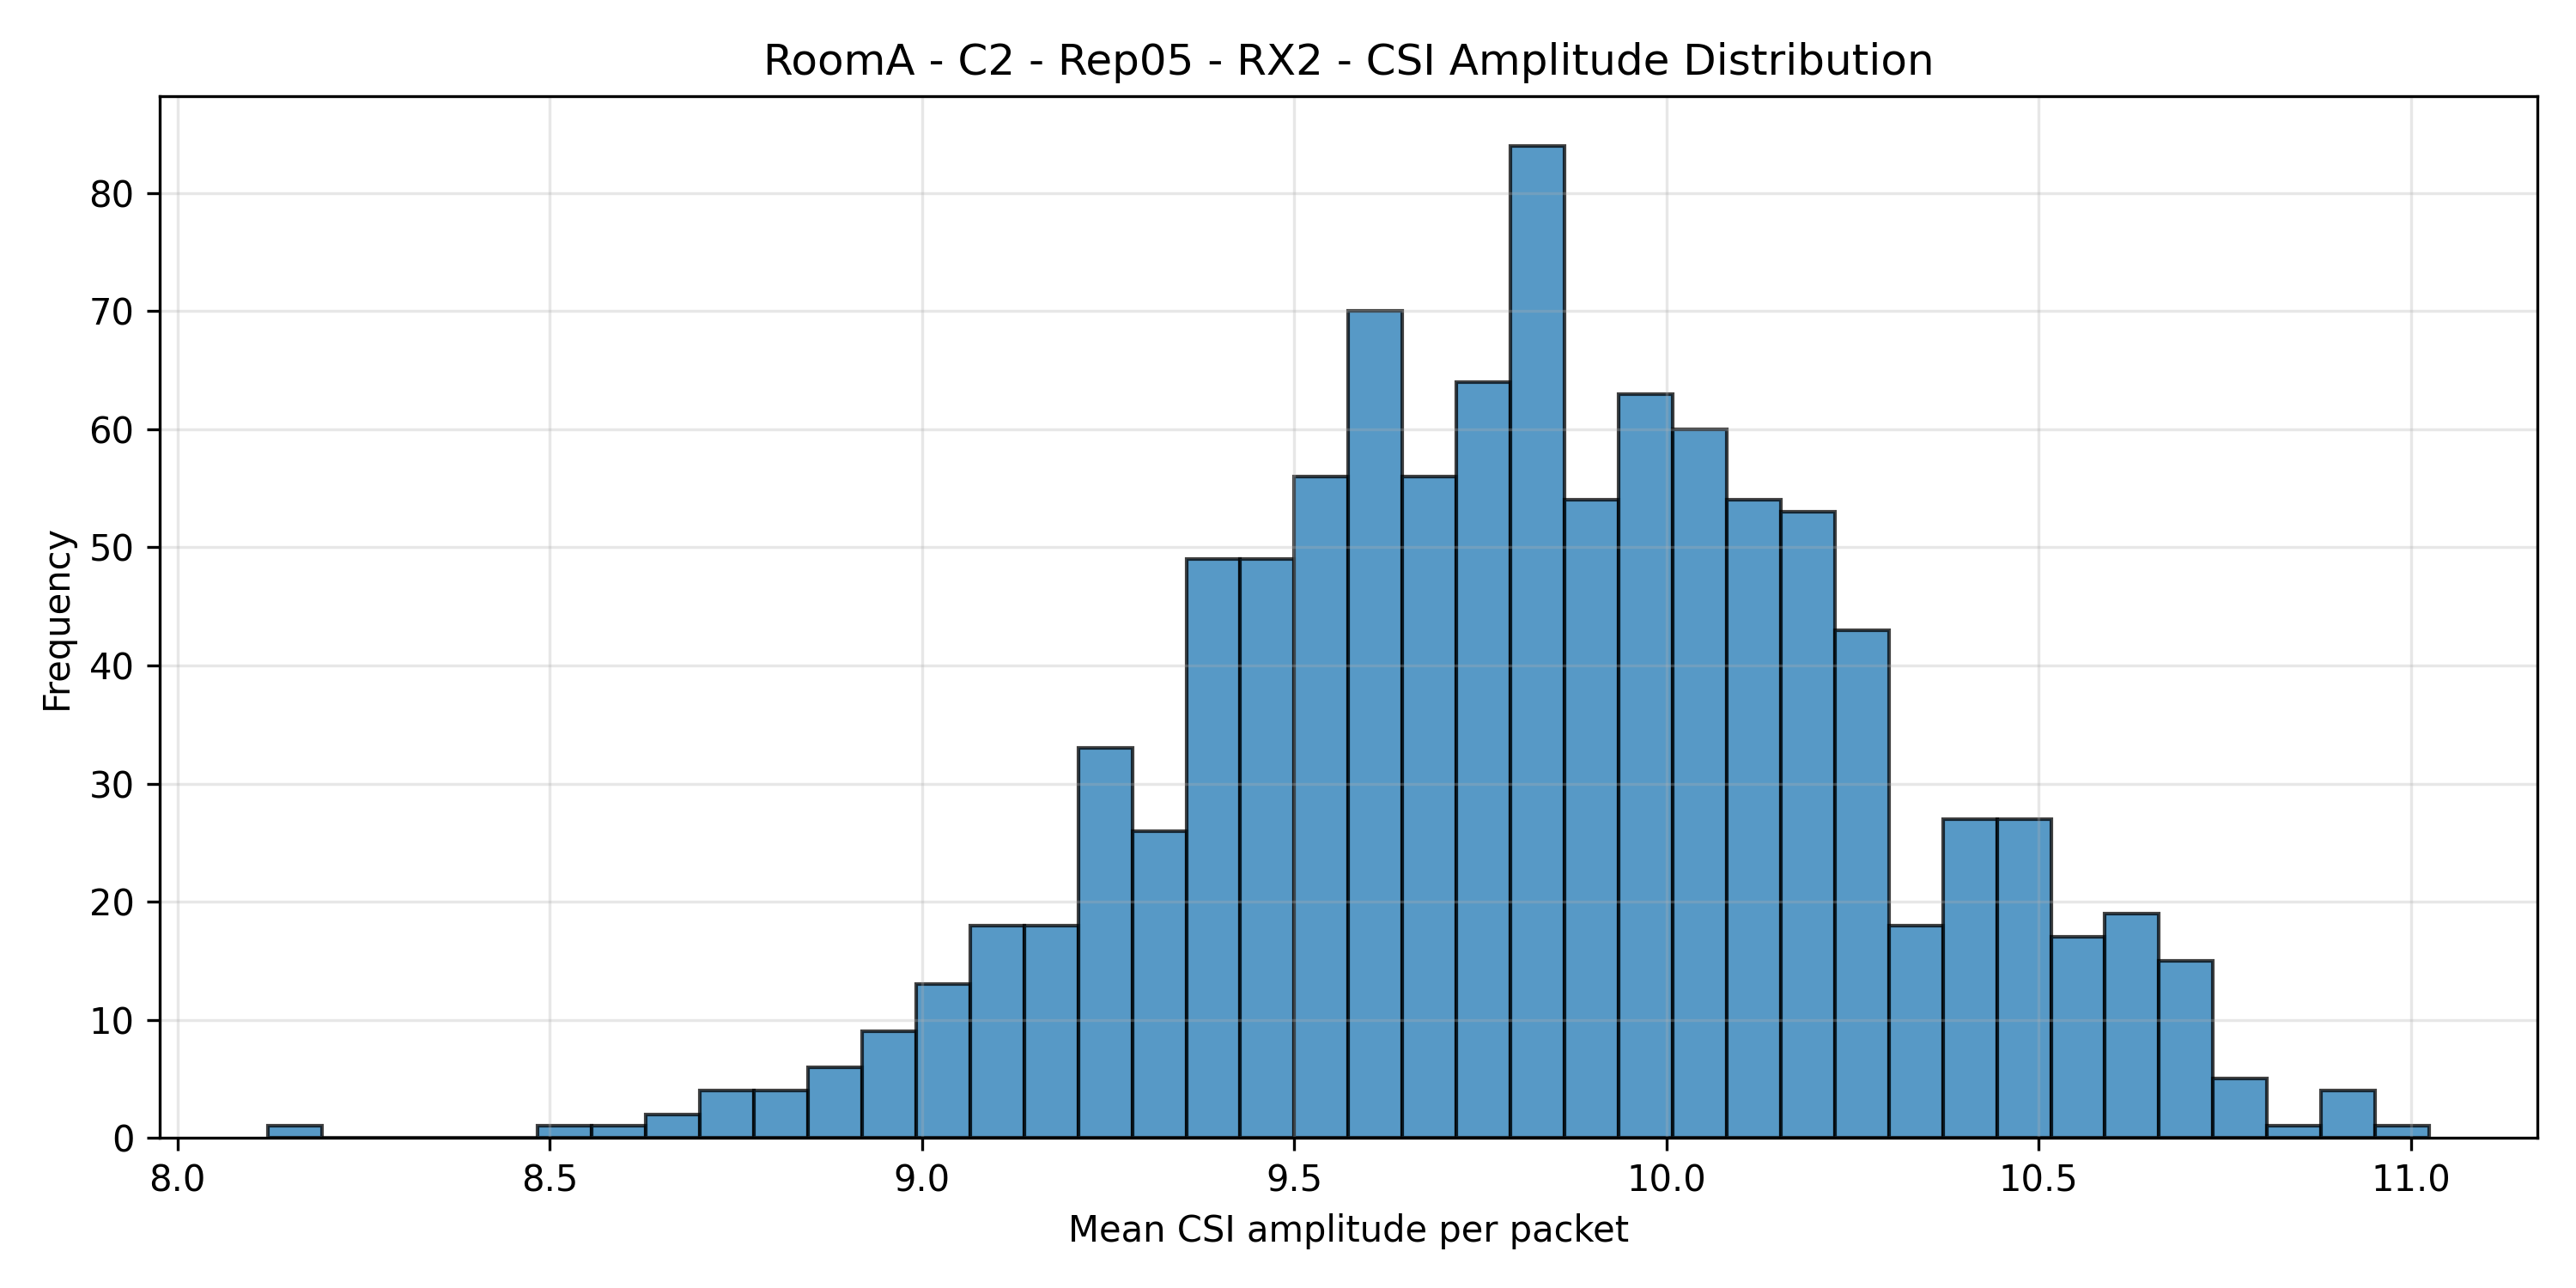 RoomA - C2 - Rep05 - RX2 - CSI Amplitude Distribution
Frequency
80
70
60
50
40
30
20
10
0
8.0 8.5 9.0 9.5 10.0 10.5 11.0
Mean CSI amplitude per packet